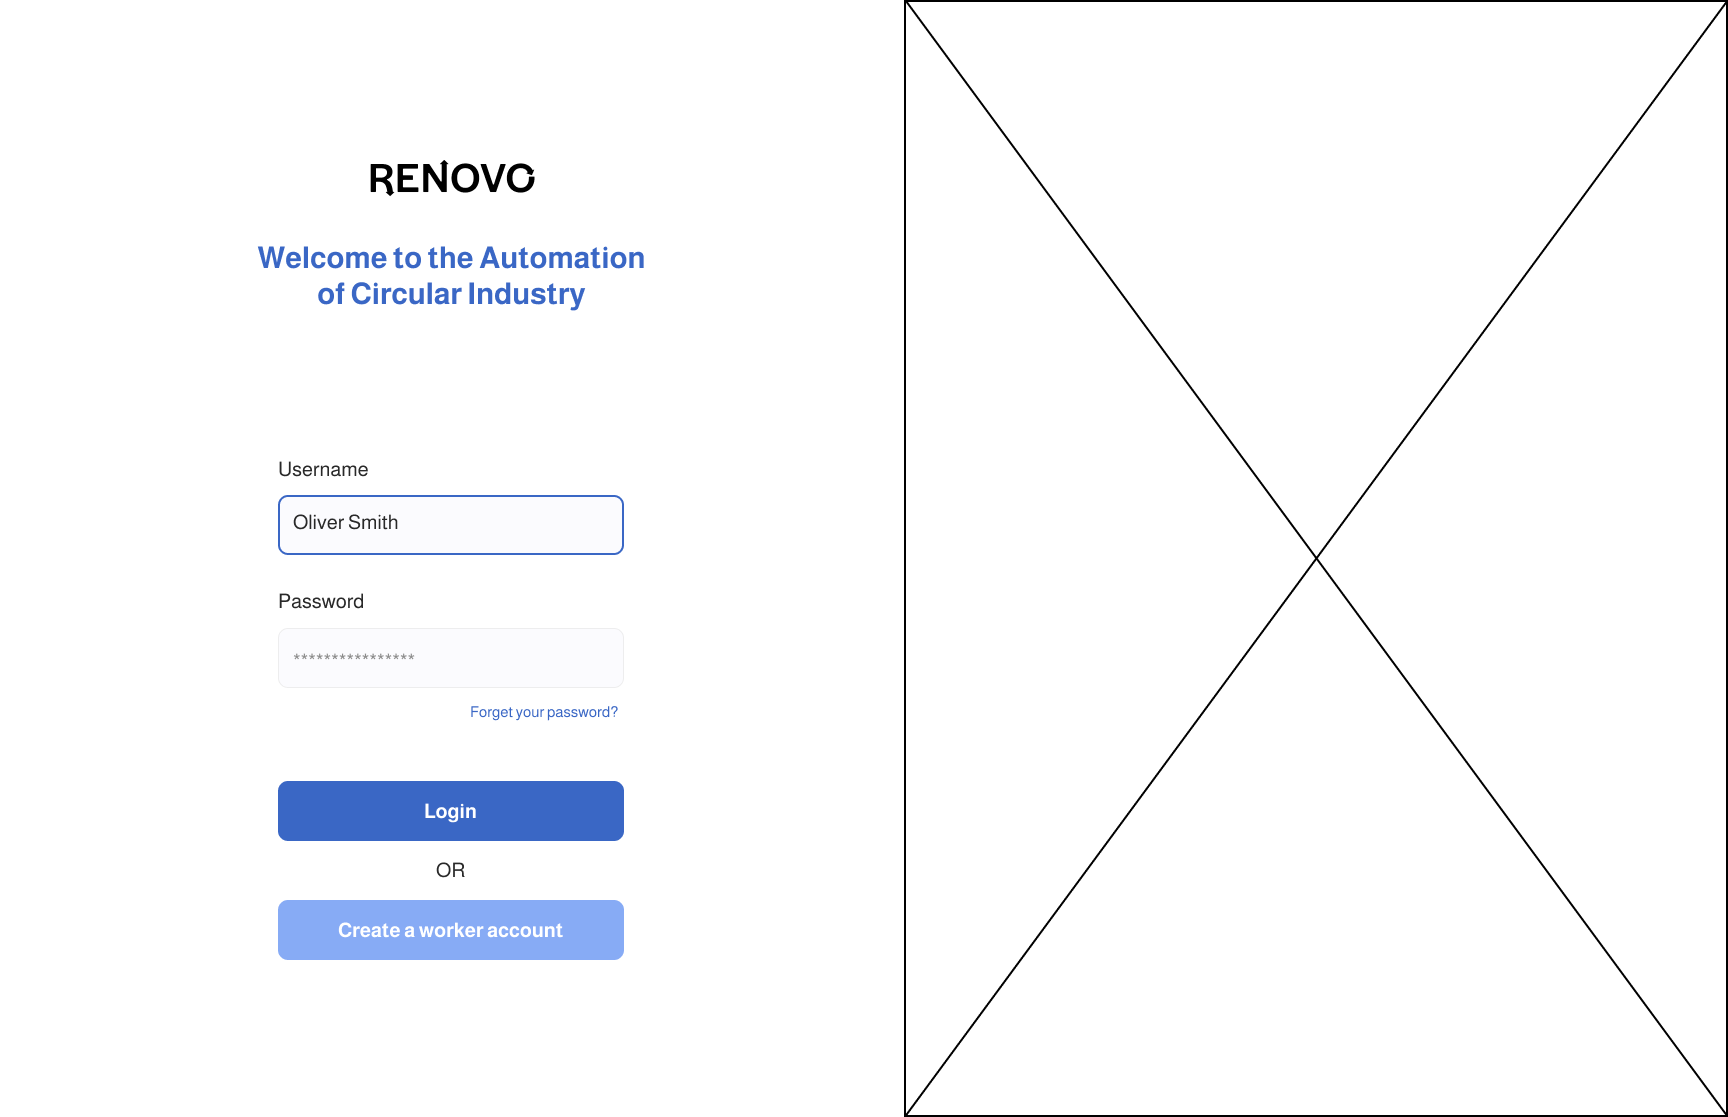 RENOVO
Welcome to the Automation
of Circular Industry
Username
Oliver Smith
Password
****************
Forget your password?
Login
OR
Create a worker account